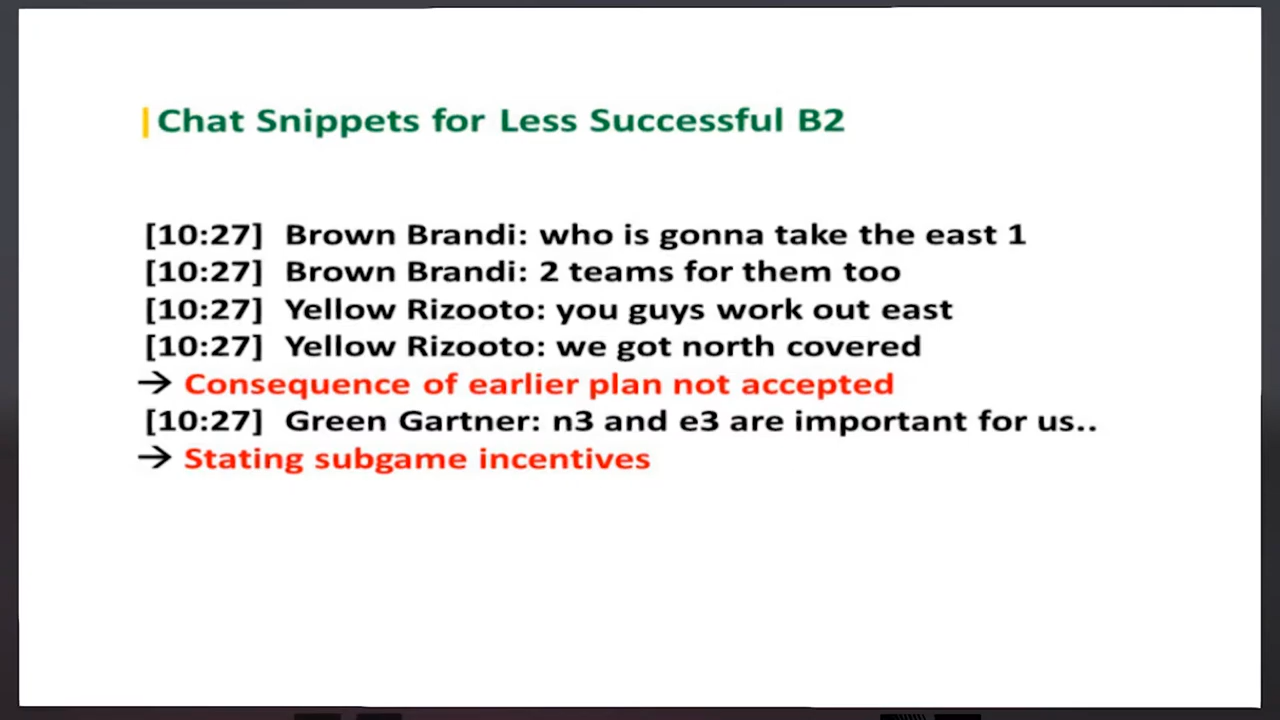 Chat Snippets for Less Successful B2
[10:27] Brown Brandi: who is gonna take the east 1
[10:27] Brown Brandi: 2 teams for them too
[10:27] Yellow Rizooto: you guys work out east
[10:27] Yellow Rizooto: we got north covered
→ Consequence of earlier plan not accepted
[10:27] Green Gartner: n3 and e3 are important for us..
→ Stating subgame incentives